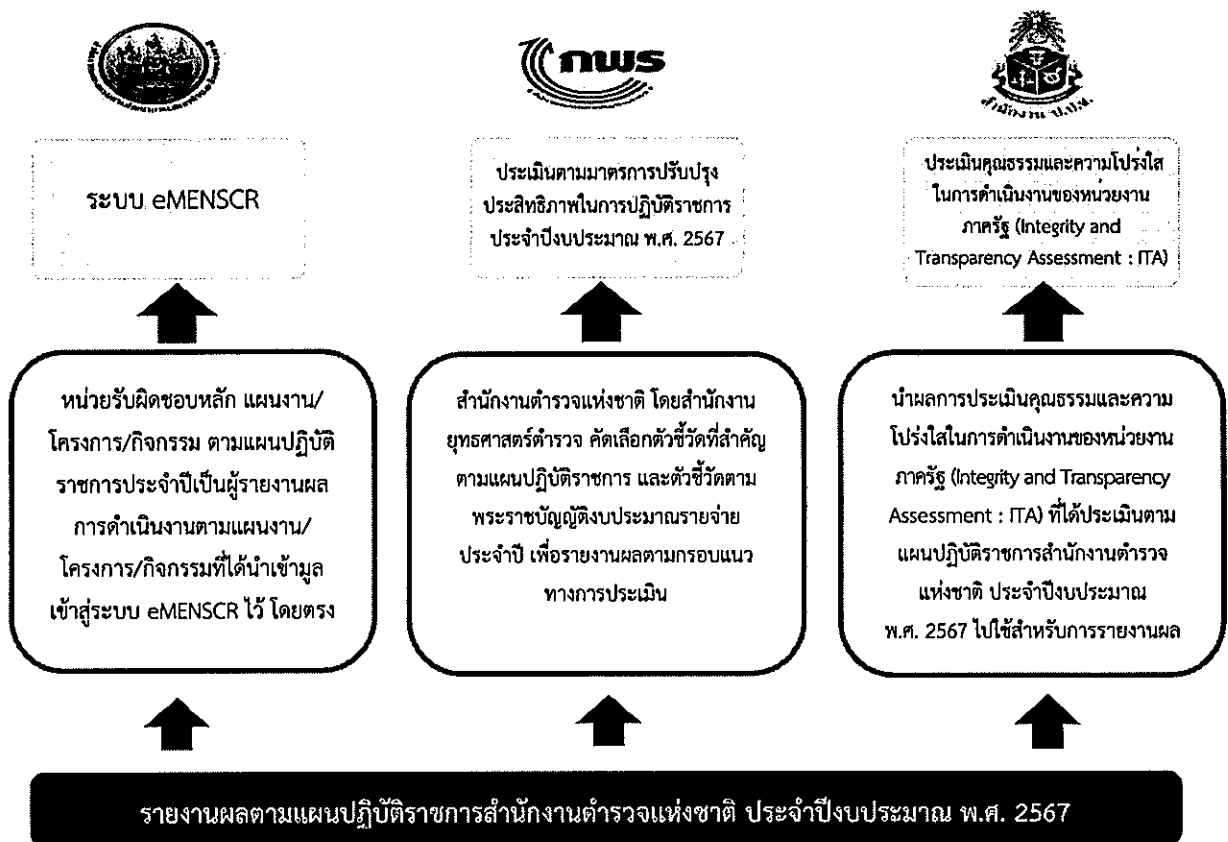 กพร
สำนักงาน ป.ป.ช.
ระบบ eMENSCR
ประเมินตามมาตรการปรับปรุง
ประสิทธิภาพในการปฏิบัติราชการ
ประจำปีงบประมาณ พ.ศ. 2567
ประเมินคุณธรรมและความโปร่งใส
ในการดำเนินงานของหน่วยงาน
ภาครัฐ (Integrity and
Transparency Assessment : ITA)
หน่วยรับผิดชอบหลัก แผนงาน/
โครงการ/กิจกรรม ตามแผนปฏิบัติ
ราชการประจำปีเป็นผู้รายงานผล
การดำเนินงานตามแผนงาน/
โครงการ/กิจกรรมที่ได้นำเข้ามูล
เข้าสู่ระบบ eMENSCR ไว้ โดยตรง
สำนักงานตำรวจแห่งชาติ โดยสำนักงาน
ยุทธศาสตร์ตำรวจ คัดเลือกตัวชี้วัดที่สำคัญ
ตามแผนปฏิบัติราชการ และตัวชี้วัดตาม
พระราชบัญญัติงบประมาณรายจ่าย
ประจำปี เพื่อรายงานผลตามกรอบแนว
ทางการประเมิน
นำผลการประเมินคุณธรรมและความ
โปร่งใสในการดำเนินงานของหน่วยงาน
ภาครัฐ (Integrity and Transparency
Assessment : ITA) ที่ได้ประเมินตาม
แผนปฏิบัติราชการสำนักงานตำรวจ
แห่งชาติ ประจำปีงบประมาณ
พ.ศ. 2567 ไปใช้สำหรับการรายงานผล
รายงานผลตามแผนปฏิบัติราชการสำนักงานตำรวจแห่งชาติ ประจำปีงบประมาณ พ.ศ. 2567